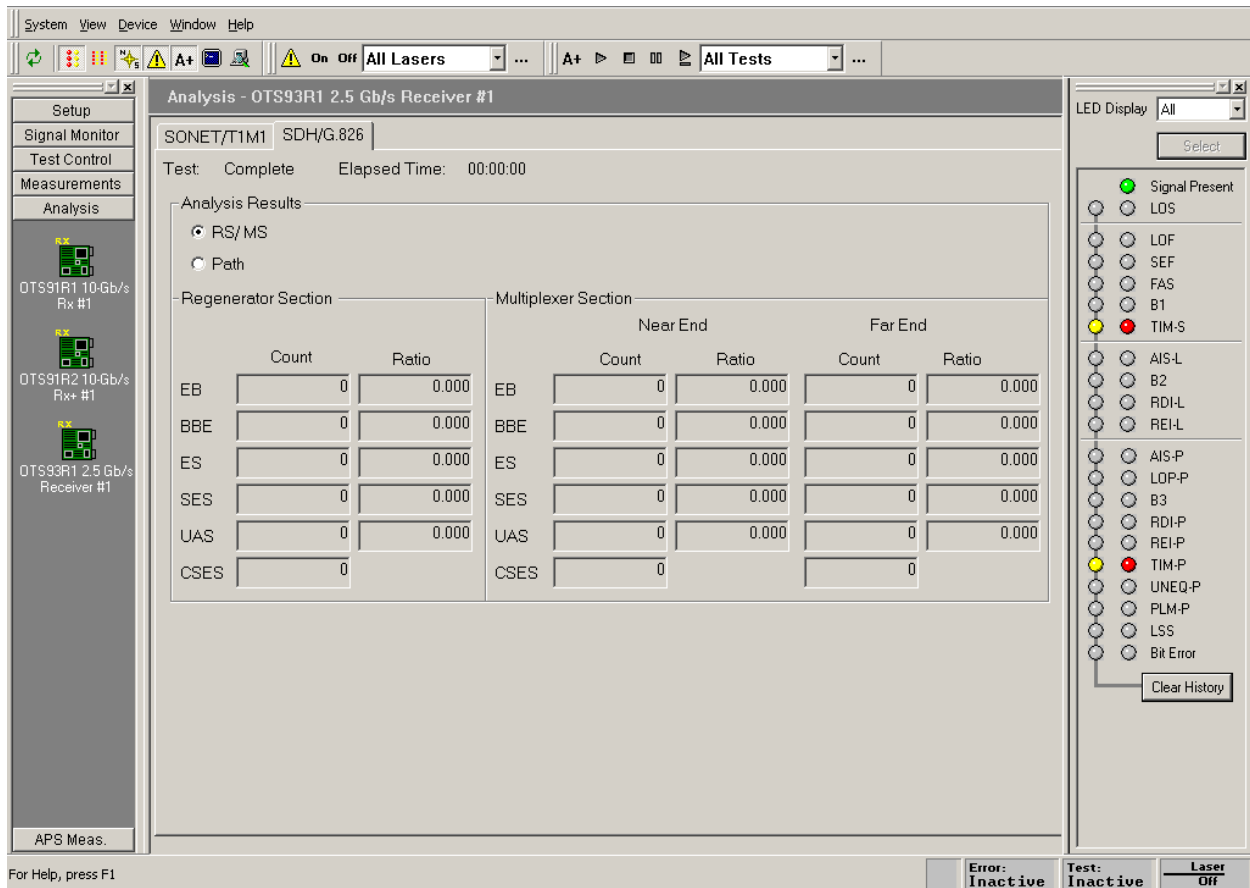 System View Device Window Help
A+ On Off All Lasers ... A+ All Tests ...
Setup
Signal Monitor
Test Control
Measurements
Analysis
RX
OTS91R1 10-Gb/s
Rx #1
RX
OTS91R2 10-Gb/s
Rx+ #1
RX
OTS93R1 2.5 Gb/s
Receiver #1
APS Meas.
Analysis - OTS93R1 2.5 Gb/s Receiver #1
SONET/T1M1 SDH/G.826
Test: Complete Elapsed Time: 00:00:00
Analysis Results
RS/MS
Path
Regenerator Section
Count Ratio
EB 0 0.000
BBE 0 0.000
ES 0 0.000
SES 0 0.000
UAS 0 0.000
CSES 0
Multiplexer Section
Near End Far End
Count Ratio Count Ratio
EB 0 0.000 0 0.000
BBE 0 0.000 0 0.000
ES 0 0.000 0 0.000
SES 0 0.000 0 0.000
UAS 0 0.000 0 0.000
CSES 0 0
LED Display All
Select
Signal Present
LOS
LOF
SEF
FAS
B1
TIM-S
AIS-L
B2
RDI-L
REI-L
AIS-P
LOP-P
B3
RDI-P
REI-P
TIM-P
UNEQ-P
PLM-P
LSS
Bit Error
Clear History
For Help, press F1
Error: Test: Laser
Inactive Inactive Off